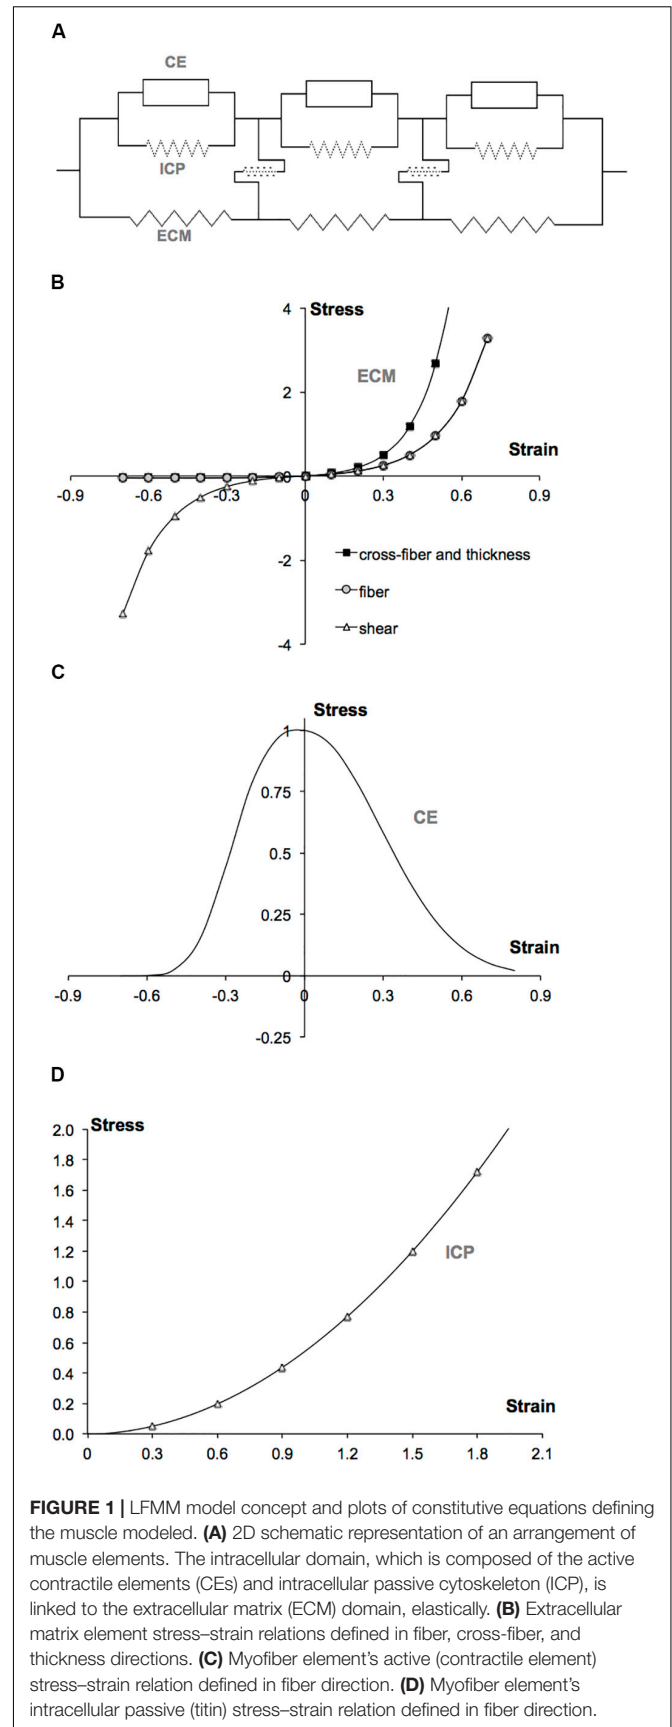 A
CE
ICP
ECM
B
Stress
4
ECM
2
Strain
0
-0.9 -0.6 -0.3 0 0.3 0.6 0.9
-2
cross-fiber and thickness
fiber
shear
-4
C
Stress
1
0.75
CE
0.5
0.25
Strain
0
-0.9 -0.6 -0.3 0 0.3 0.6 0.9
-0.25
D
Stress
2.0
1.8
1.6
1.4
1.2
ICP
1.0
0.8
0.6
0.4
0.2
Strain
0.0
0 0.3 0.6 0.9 1.2 1.5 1.8 2.1
FIGURE 1 | LFMM model concept and plots of constitutive equations defining
the muscle modeled. (A) 2D schematic representation of an arrangement of
muscle elements. The intracellular domain, which is composed of the active
contractile elements (CEs) and intracellular passive cytoskeleton (ICP), is
linked to the extracellular matrix (ECM) domain, elastically. (B) Extracellular
matrix element stress–strain relations defined in fiber, cross-fiber, and
thickness directions. (C) Myofiber element's active (contractile element)
stress–strain relation defined in fiber direction. (D) Myofiber element's
intracellular passive (titin) stress–strain relation defined in fiber direction.